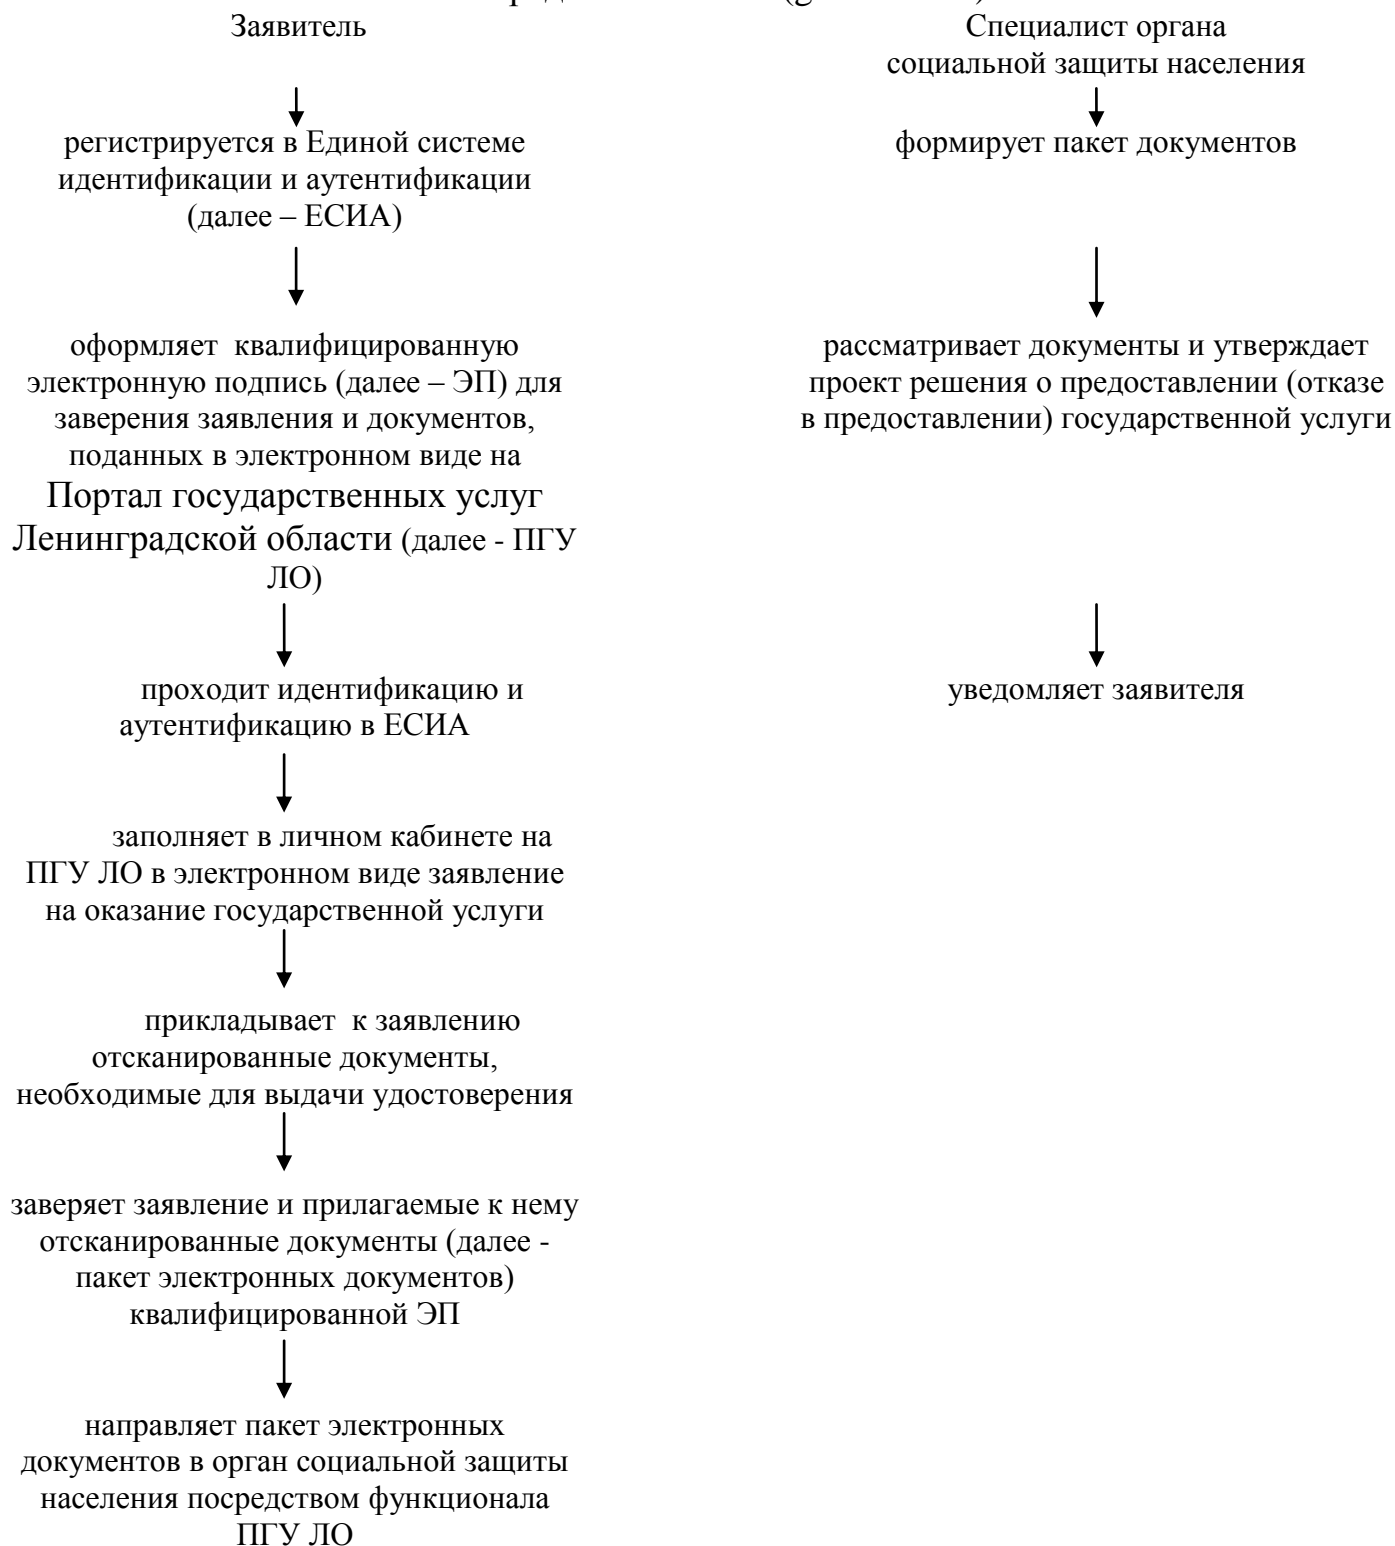 Заявитель
регистрируется в Единой системе
идентификации и аутентификации
(далее – ЕСИА)
оформляет квалифицированную
электронную подпись (далее – ЭП) для
заверения заявления и документов,
поданных в электронном виде на
Портал государственных услуг
Ленинградской области (далее - ПГУ
ЛО)
проходит идентификацию и
аутентификацию в ЕСИА
заполняет в личном кабинете на
ПГУ ЛО в электронном виде заявление
на оказание государственной услуги
прикладывает к заявлению
отсканированные документы,
необходимые для выдачи удостоверения
заверяет заявление и прилагаемые к нему
отсканированные документы (далее -
пакет электронных документов)
квалифицированной ЭП
направляет пакет электронных
документов в орган социальной защиты
населения посредством функционала
ПГУ ЛО
Специалист органа
социальной защиты населения
формирует пакет документов
рассматривает документы и утверждает
проект решения о предоставлении (отказе
в предоставлении) государственной услуги
уведомляет заявителя